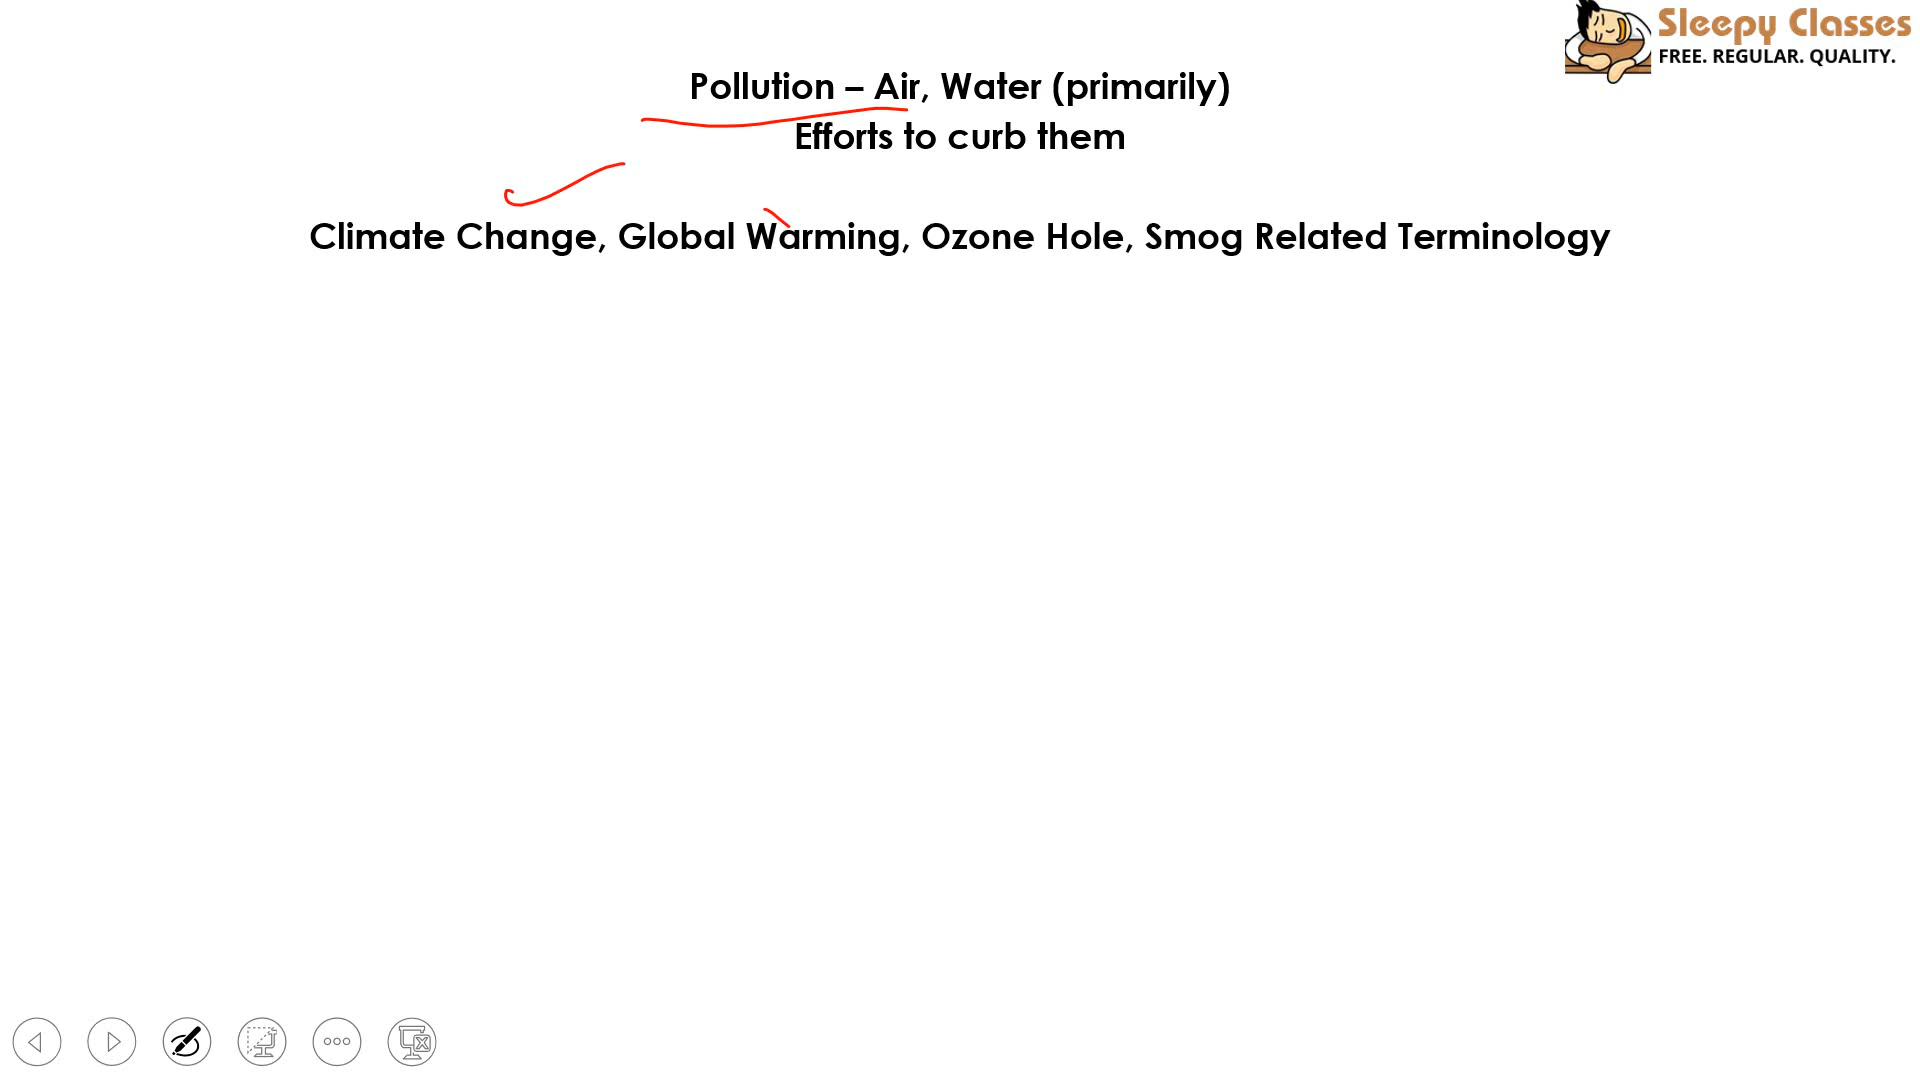 Sleepy Classes
FREE. REGULAR. QUALITY.
Pollution – Air, Water (primarily)
Efforts to curb them
Climate Change, Global Warming, Ozone Hole, Smog Related Terminology